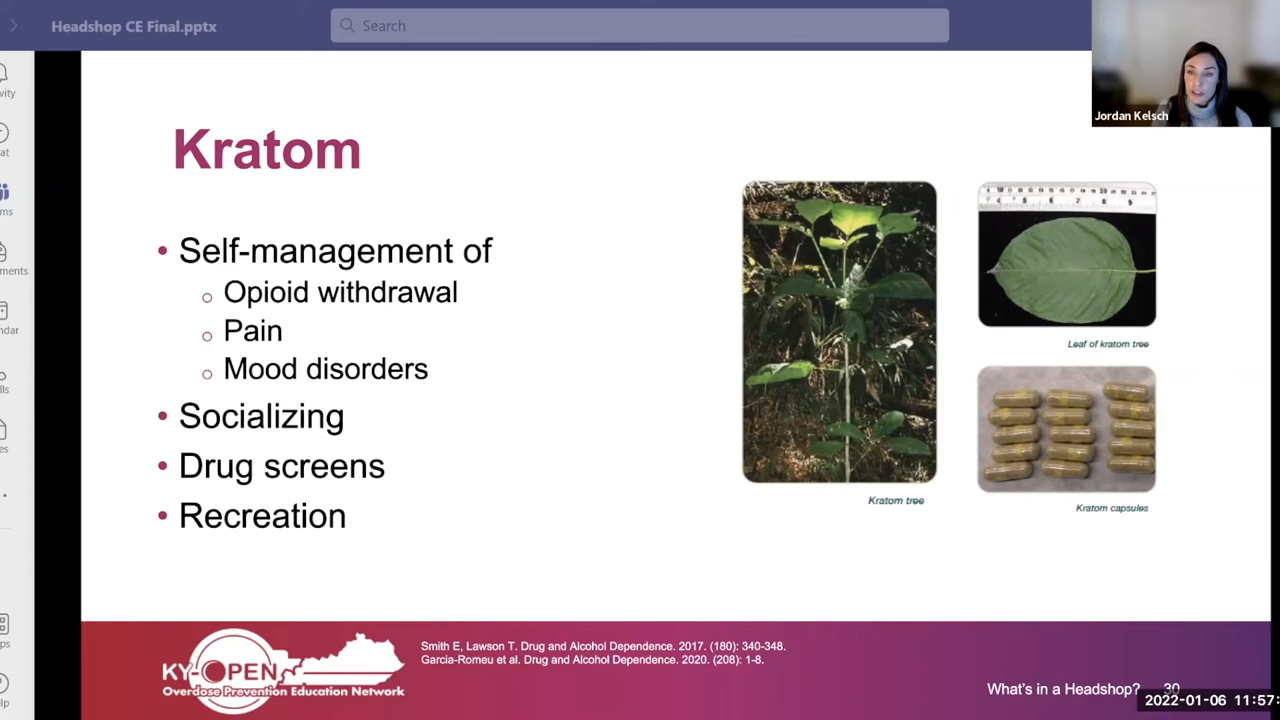 Headshop CE Final.pptx
Search
Jordan Kelsch
Kratom
• Self-management of
o Opioid withdrawal
o Pain
o Mood disorders
• Socializing
• Drug screens
• Recreation
Leaf of kratom tree
Kratom tree
Kratom capsules
KY-OPEN
Overdose Prevention Education Network
Smith E, Lawson T. Drug and Alcohol Dependence. 2017. (180): 340-348.
Garcia-Romeu et al. Drug and Alcohol Dependence. 2020. (208): 1-8.
What's in a Headshop? 30
2022-01-06 11:57: